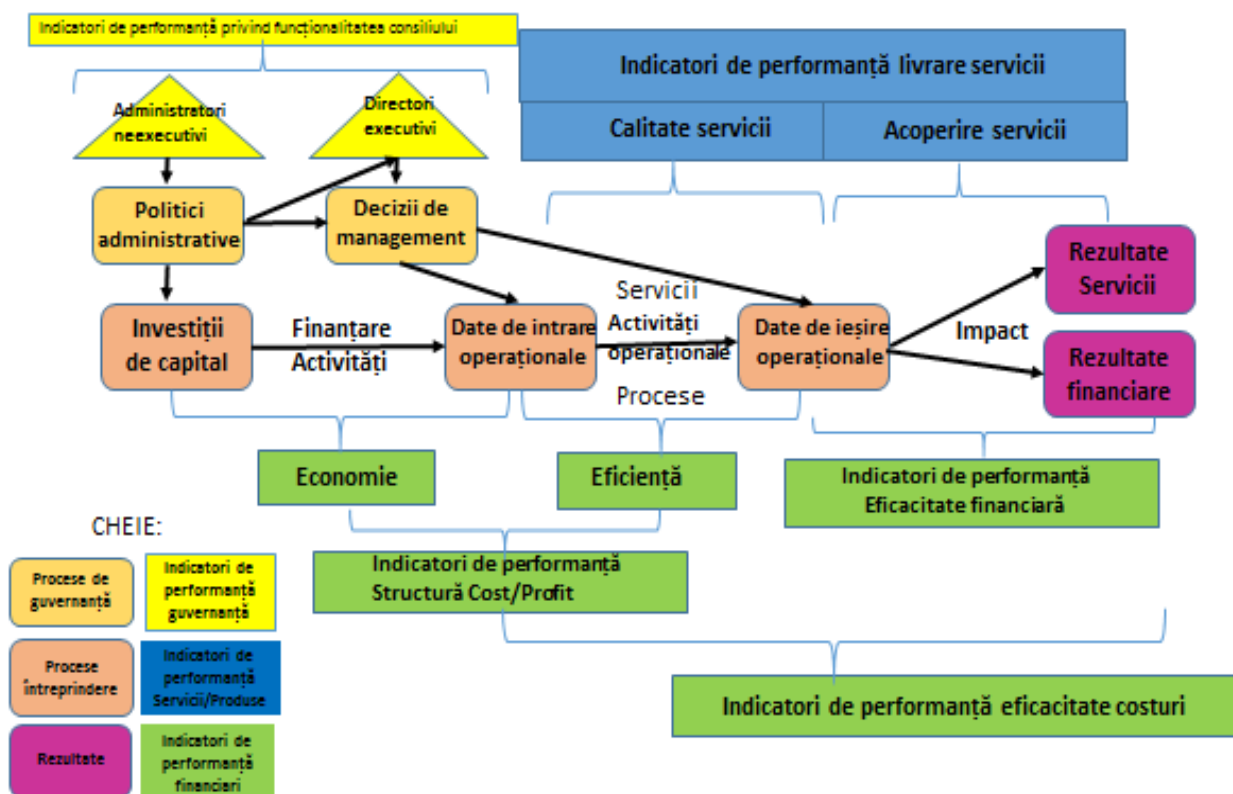 Indicatori de performanță privind funcționalitatea consiliului
Indicatori de performanță livrare servicii
Calitate servicii
Acoperire servicii
Administratori
neexecutivi
Directori
executivi
Politici
administrative
Decizii de
management
Rezultate
Servicii
Investiții
de capital
Finanțare
Activități
Date de intrare
operaționale
Servicii
Activități
operaționale
Procese
Date de ieșire
operaționale
Impact
Rezultate
financiare
Economie
Eficiență
Indicatori de performanță
Eficacitate financiară
Indicatori de performanță
Structură Cost/Profit
Indicatori de performanță eficacitate costuri
CHEIE:
Procese de
guvernanță
Indicatori de
performanță
guvernanță
Procese
întreprindere
Indicatori de
performanță
Servicii/Produse
Rezultate
Indicatori de
performanță
financiari